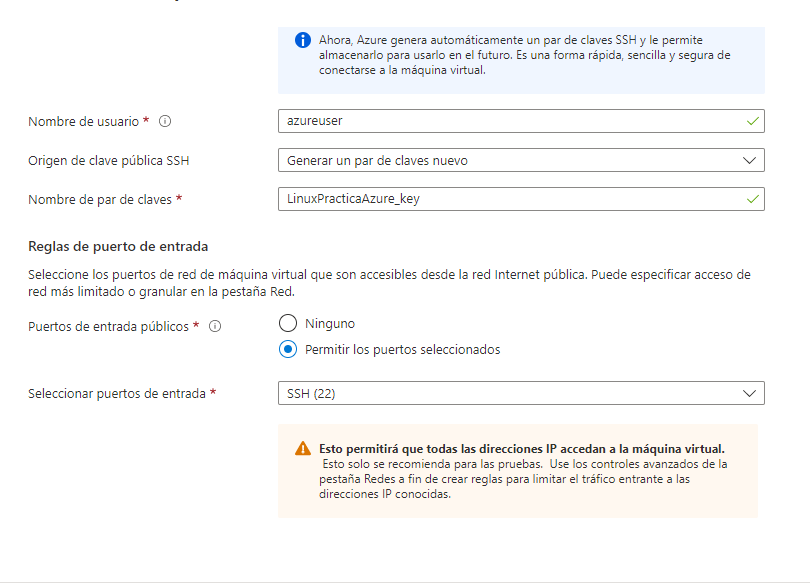 Ahora, Azure genera automáticamente un par de claves SSH y le permite
almacenarlo para usarlo en el futuro. Es una forma rápida, sencilla y segura de
conectarse a la máquina virtual.
Nombre de usuario *
azureuser
Origen de clave pública SSH
Generar un par de claves nuevo
Nombre de par de claves *
LinuxPracticaAzure_key
Reglas de puerto de entrada
Seleccione los puertos de red de máquina virtual que son accesibles desde la red Internet pública. Puede especificar acceso de
red más limitado o granular en la pestaña Red.
Puertos de entrada públicos *
Ninguno
Permitir los puertos seleccionados
Seleccionar puertos de entrada *
SSH (22)
Esto permitirá que todas las direcciones IP accedan a la máquina virtual.
Esto solo se recomienda para las pruebas. Use los controles avanzados de la
pestaña Redes a fin de crear reglas para limitar el tráfico entrante a las
direcciones IP conocidas.